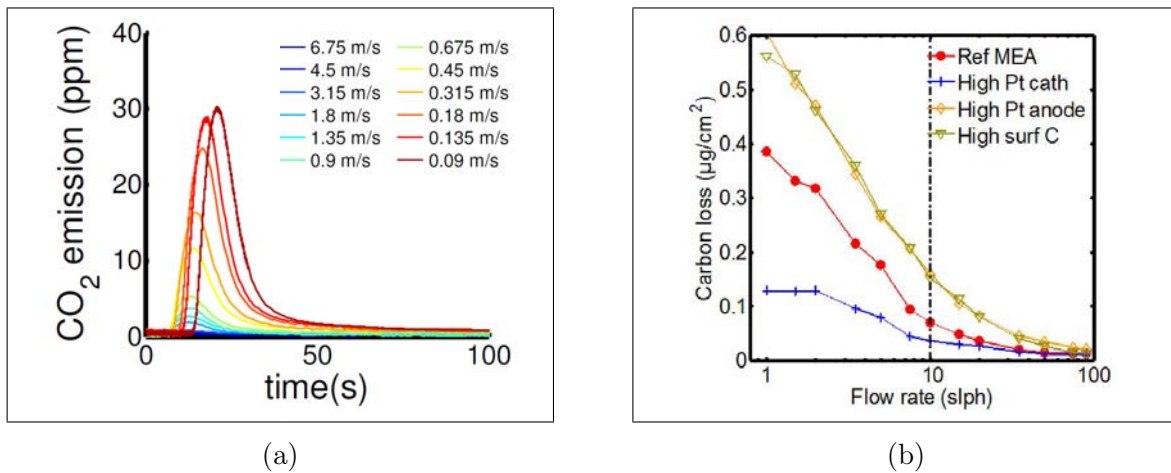 CO2 emission (ppm)
40
30
20
10
0
6.75 m/s
4.5 m/s
3.15 m/s
1.8 m/s
1.35 m/s
0.9 m/s
0.675 m/s
0.45 m/s
0.315 m/s
0.18 m/s
0.135 m/s
0.09 m/s
0 50 100
time(s)
(a)
Carbon loss (µg/cm²)
0.6
0.5
0.4
0.3
0.2
0.1
0
Ref MEA
High Pt cath
High Pt anode
High surf C
1 10 100
Flow rate (slph)
(b)